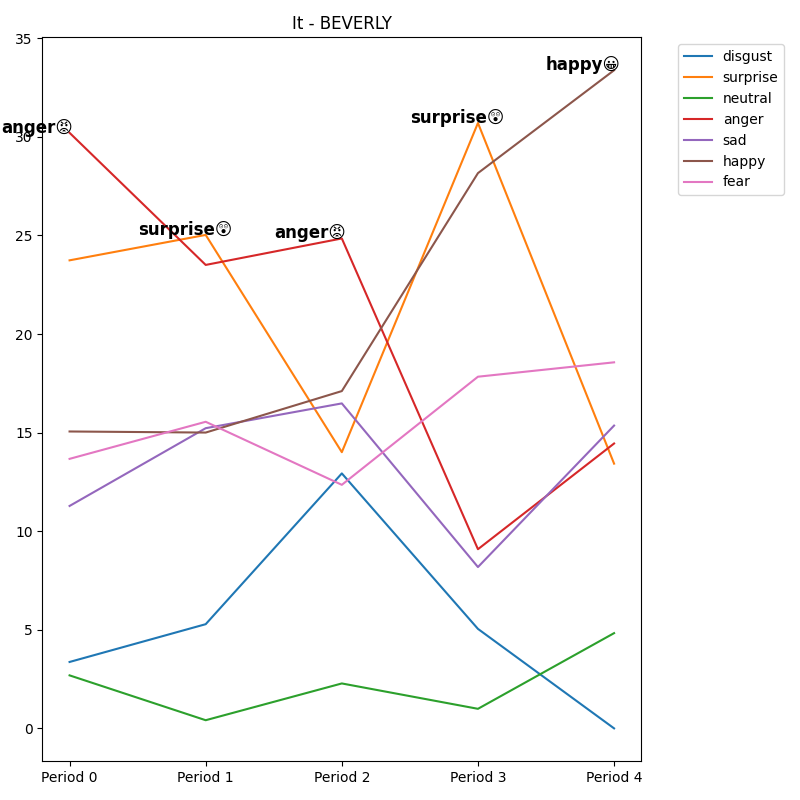 It - BEVERLY
35
30
25
20
15
10
5
0
anger😡
surprise😲
anger😡
surprise😲
happy😀
Period 0
Period 1
Period 2
Period 3
Period 4
disgust
surprise
neutral
anger
sad
happy
fear